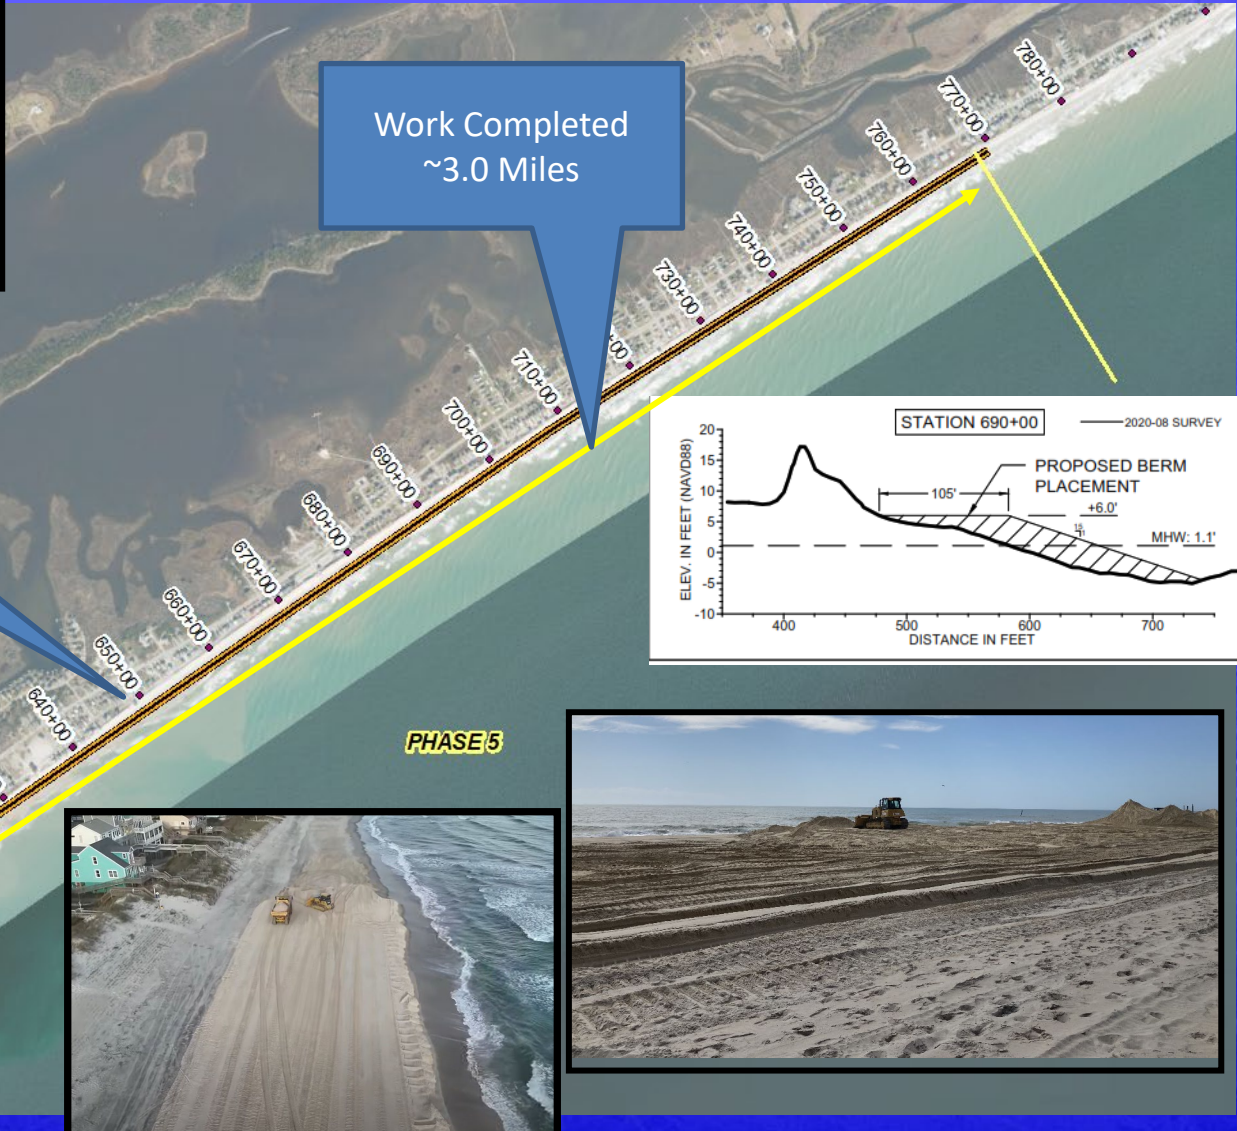 Work Completed
~3.0 Miles
780+00
770+00
760+00
750+00
740+00
730+00
+00
710+00
700+00
690+00
680+00
670+00
660+00
650+00
640+00
PHASE 5
STATION 690+00
2020-08 SURVEY
PROPOSED BERM
PLACEMENT
105'
+6.0'
MHW: 1.1'
ELEV. IN FEET (NAVD88)
20
15
10
5
0
-5
-10
400
500
600
700
DISTANCE IN FEET